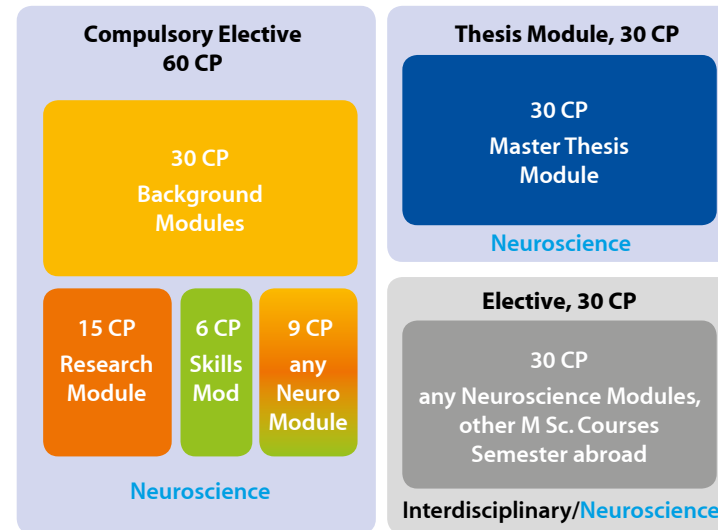 Compulsory Elective
60 CP
30 CP
Background
Modules
15 CP
Research
Module
6 CP
Skills
Mod
9 CP
any
Neuro
Module
Neuroscience
Thesis Module, 30 CP
30 CP
Master Thesis
Module
Neuroscience
Elective, 30 CP
30 CP
any Neuroscience Modules,
other M Sc. Courses
Semester abroad
Interdisciplinary/Neuroscience